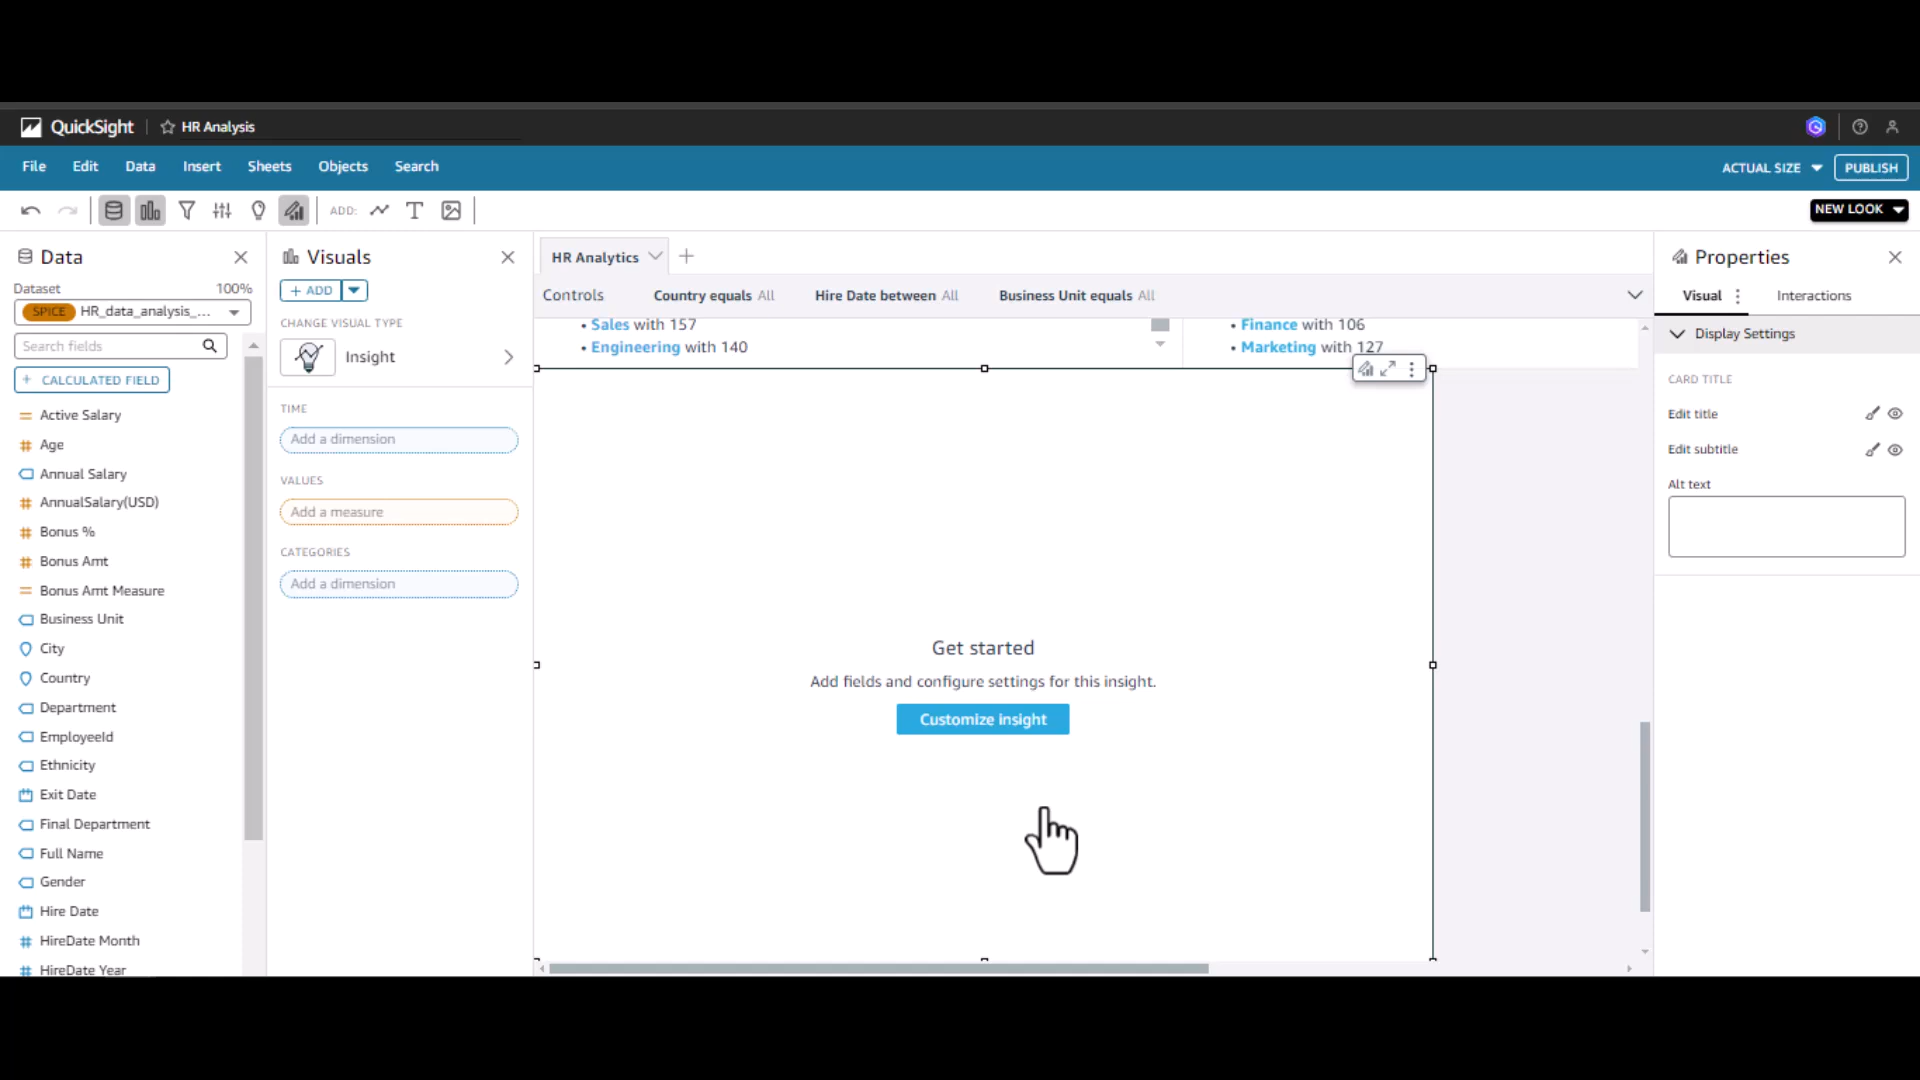 QuickSight
HR Analysis
File
Edit
Data
Insert
Sheets
Objects
Search
ACTUAL SIZE
PUBLISH
ADD:
NEW LOOK
Data
Dataset
100%
SPICE
HR_data_analysis_...
Search fields
+ CALCULATED FIELD
Active Salary
Age
Annual Salary
AnnualSalary(USD)
Bonus %
Bonus Amt
Bonus Amt Measure
Business Unit
City
Country
Department
EmployeeId
Ethnicity
Exit Date
Final Department
Full Name
Gender
Hire Date
HireDate Month
HireDate Year
Visuals
+ ADD
CHANGE VISUAL TYPE
Insight
TIME
Add a dimension
VALUES
Add a measure
CATEGORIES
Add a dimension
HR Analytics
Controls
Country equals All
Hire Date between All
Business Unit equals All
• Sales with 157
• Engineering with 140
• Finance with 106
• Marketing with 127
Get started
Add fields and configure settings for this insight.
Customize insight
Properties
Visual
Interactions
Display Settings
CARD TITLE
Edit title
Edit subtitle
Alt text